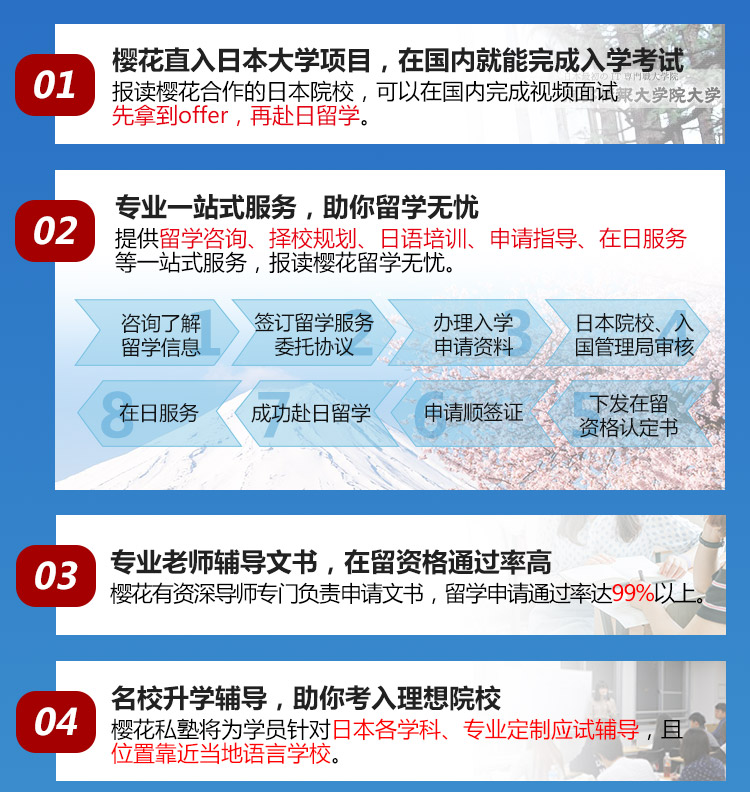 01
樱花直入日本大学项目，在国内就能完成入学考试
报读樱花合作的日本院校，可以在国内完成视频面试
先拿到offer，再赴日留学。
02
专业一站式服务，助你留学无忧
提供留学咨询、择校规划、日语培训、申请指导、在日服务
等一站式服务，报读樱花留学无忧。
1
咨询了解
留学信息
2
签订留学服务
委托协议
3
办理入学
申请资料
4
日本院校、入
国管理局审核
5
下发在留
资格认定书
6
申请顺签证
7
成功赴日留学
8
在日服务
03
专业老师辅导文书，在留资格通过率高
樱花有资深导师专门负责申请文书，留学申请通过率达99%以上。
04
名校升学辅导，助你考入理想院校
樱花私塾将为学员针对日本各学科、专业定制应试辅导，且
位置靠近当地语言学校。